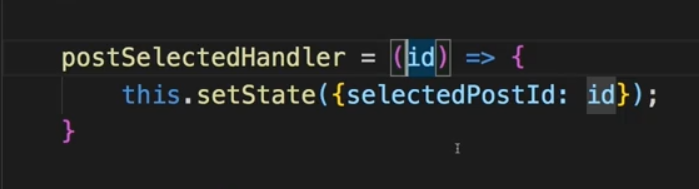 postSelectedHandler = (id) => {
this.setState({selectedPostId: id});
}